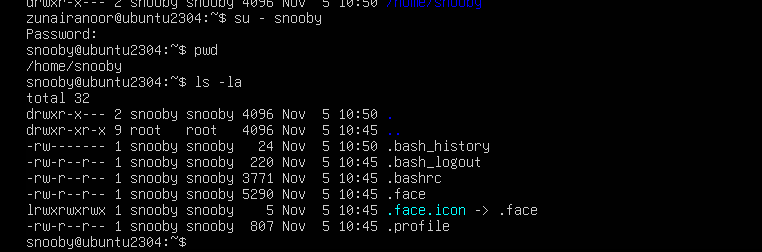 drwxr-x--- 2 snooby snooby 4096 Nov  5 10:50 /home/snooby
zunairanoor@ubuntu2304:~$ su - snooby
Password:
snooby@ubuntu2304:~$ pwd
/home/snooby
snooby@ubuntu2304:~$ ls -la
total 32
drwxr-x--- 2 snooby snooby 4096 Nov  5 10:50 .
drwxr-xr-x 9 root   root   4096 Nov  5 10:45 ..
-rw------- 1 snooby snooby   24 Nov  5 10:50 .bash_history
-rw-r--r-- 1 snooby snooby  220 Nov  5 10:45 .bash_logout
-rw-r--r-- 1 snooby snooby 3771 Nov  5 10:45 .bashrc
-rw-r--r-- 1 snooby snooby 5290 Nov  5 10:45 .face
lrwxrwxrwx 1 snooby snooby    5 Nov  5 10:45 .face.icon -> .face
-rw-r--r-- 1 snooby snooby  807 Nov  5 10:45 .profile
snooby@ubuntu2304:~$